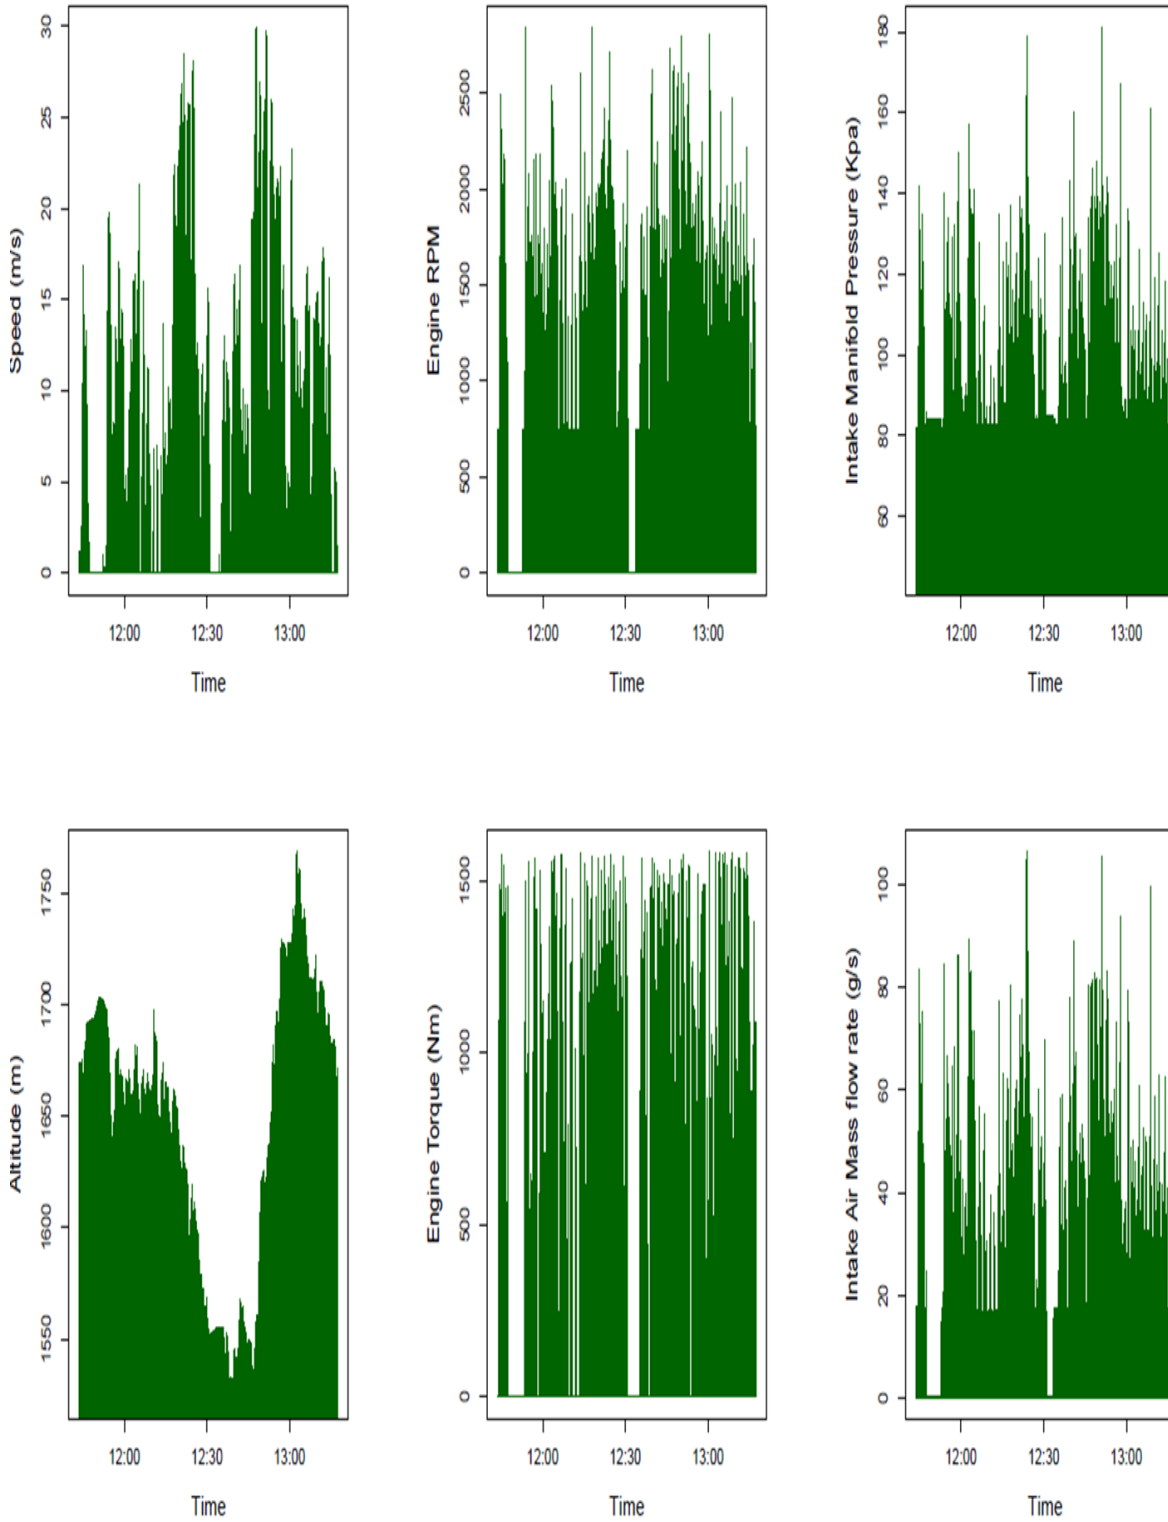 Speed (m/s)
30
25
20
15
10
5
0
12:00 12:30 13:00
Time
Engine RPM
2500
2000
1500
1000
500
0
12:00 12:30 13:00
Time
Intake Manifold Pressure (Kpa)
180
160
140
120
100
80
60
12:00 12:30 13:00
Time
Altitude (m)
1750
1700
1650
1600
1550
12:00 12:30 13:00
Time
Engine Torque (Nm)
1500
1000
500
0
12:00 12:30 13:00
Time
Intake Air Mass flow rate (g/s)
100
80
60
40
20
0
12:00 12:30 13:00
Time